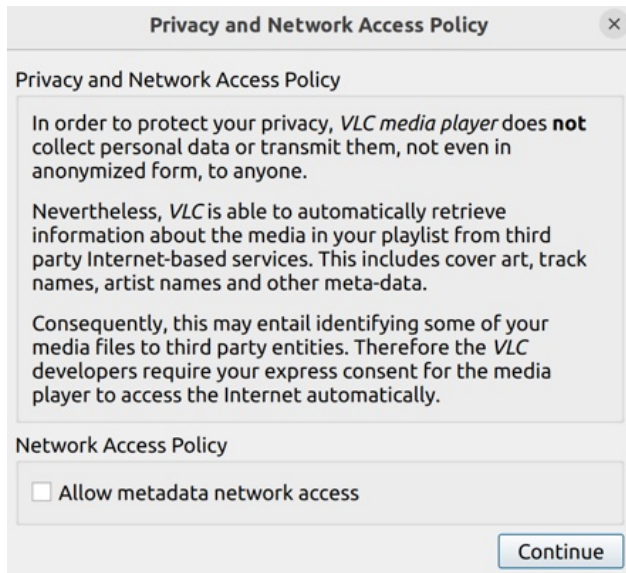 Privacy and Network Access Policy
Privacy and Network Access Policy
In order to protect your privacy, VLC media player does not
collect personal data or transmit them, not even in
anonymized form, to anyone.
Nevertheless, VLC is able to automatically retrieve
information about the media in your playlist from third
party Internet-based services. This includes cover art, track
names, artist names and other meta-data.
Consequently, this may entail identifying some of your
media files to third party entities. Therefore the VLC
developers require your express consent for the media
player to access the Internet automatically.
Network Access Policy
Allow metadata network access
Continue